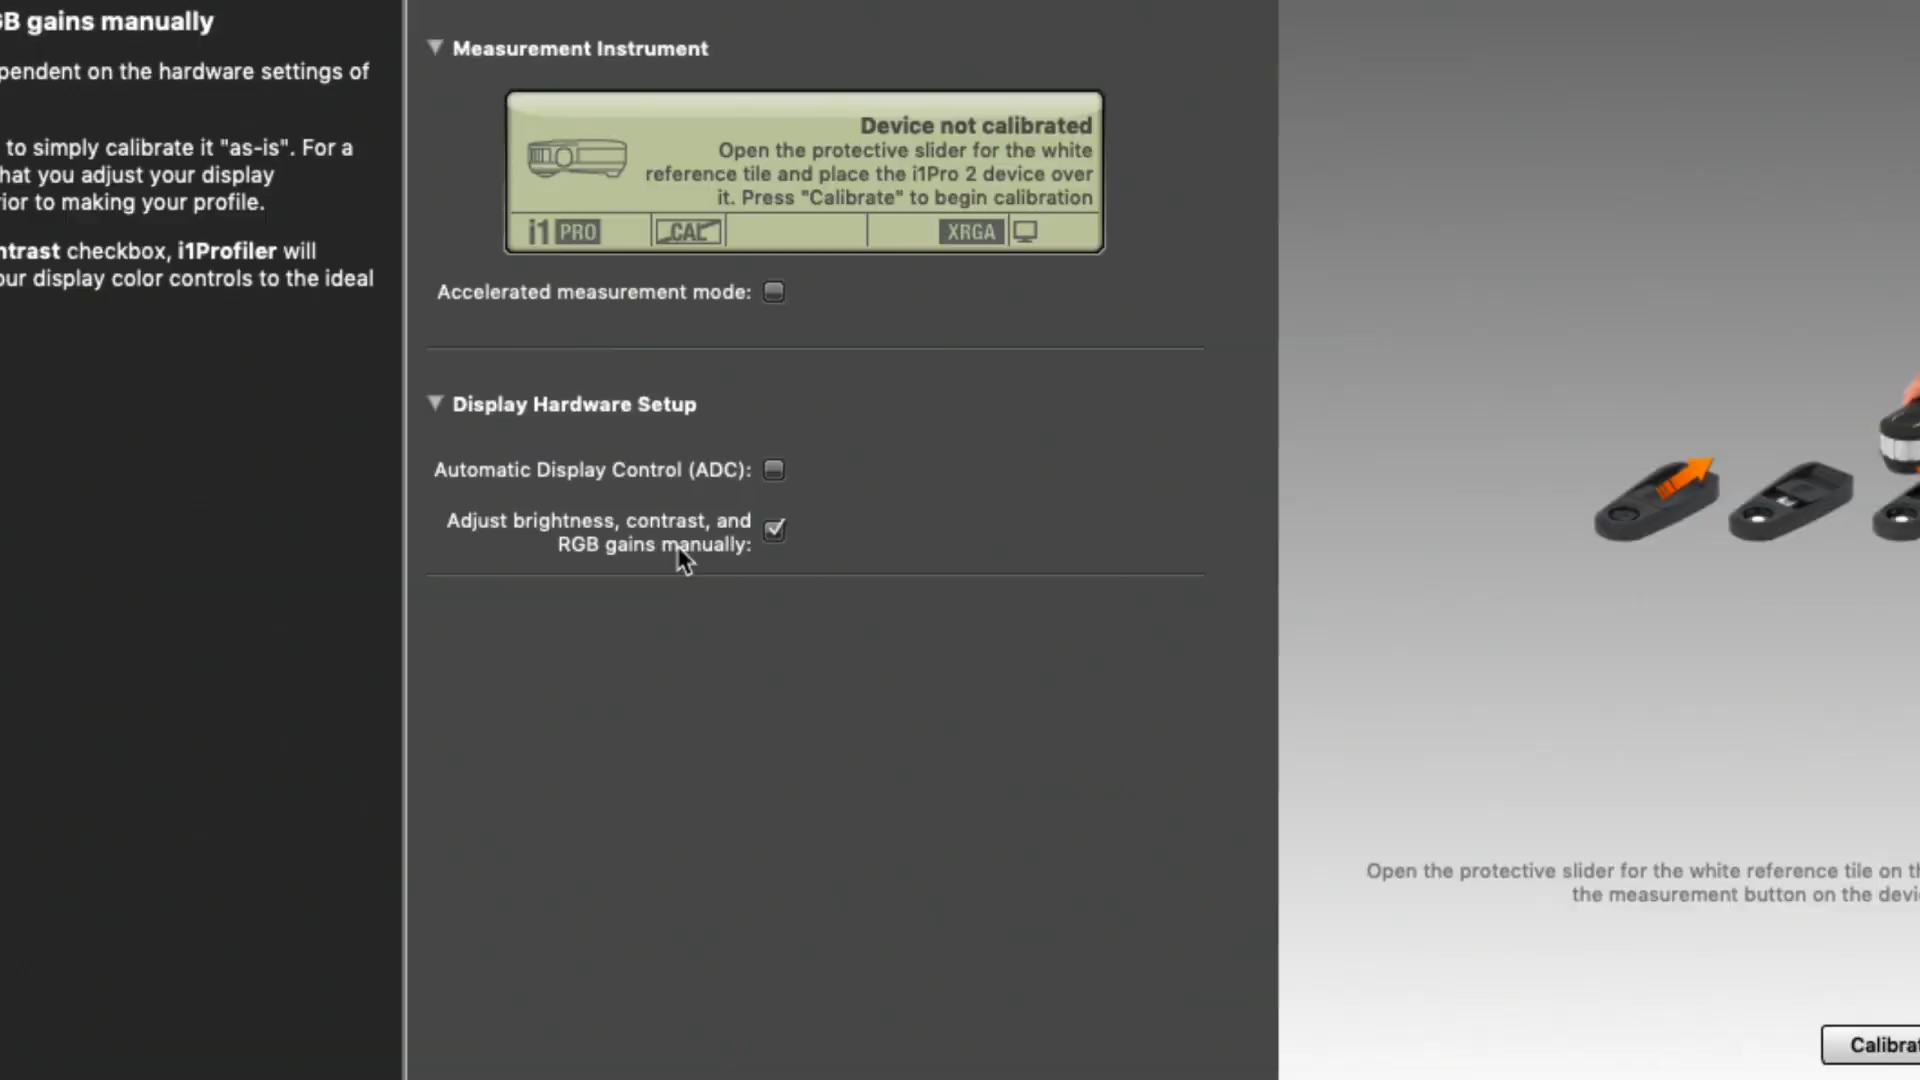 GB gains manually
pendent on the hardware settings of
to simply calibrate it "as-is". For a
hat you adjust your display
ior to making your profile.
ntrast checkbox, i1Profiler will
our display color controls to the ideal
Measurement Instrument
Device not calibrated
Open the protective slider for the white
reference tile and place the i1Pro 2 device over
it. Press "Calibrate" to begin calibration
i1 PRO CAL XRGA
Accelerated measurement mode:
Display Hardware Setup
Automatic Display Control (ADC):
Adjust brightness, contrast, and
RGB gains manually:
Open the protective slider for the white reference tile on th
the measurement button on the devi
Calibrat